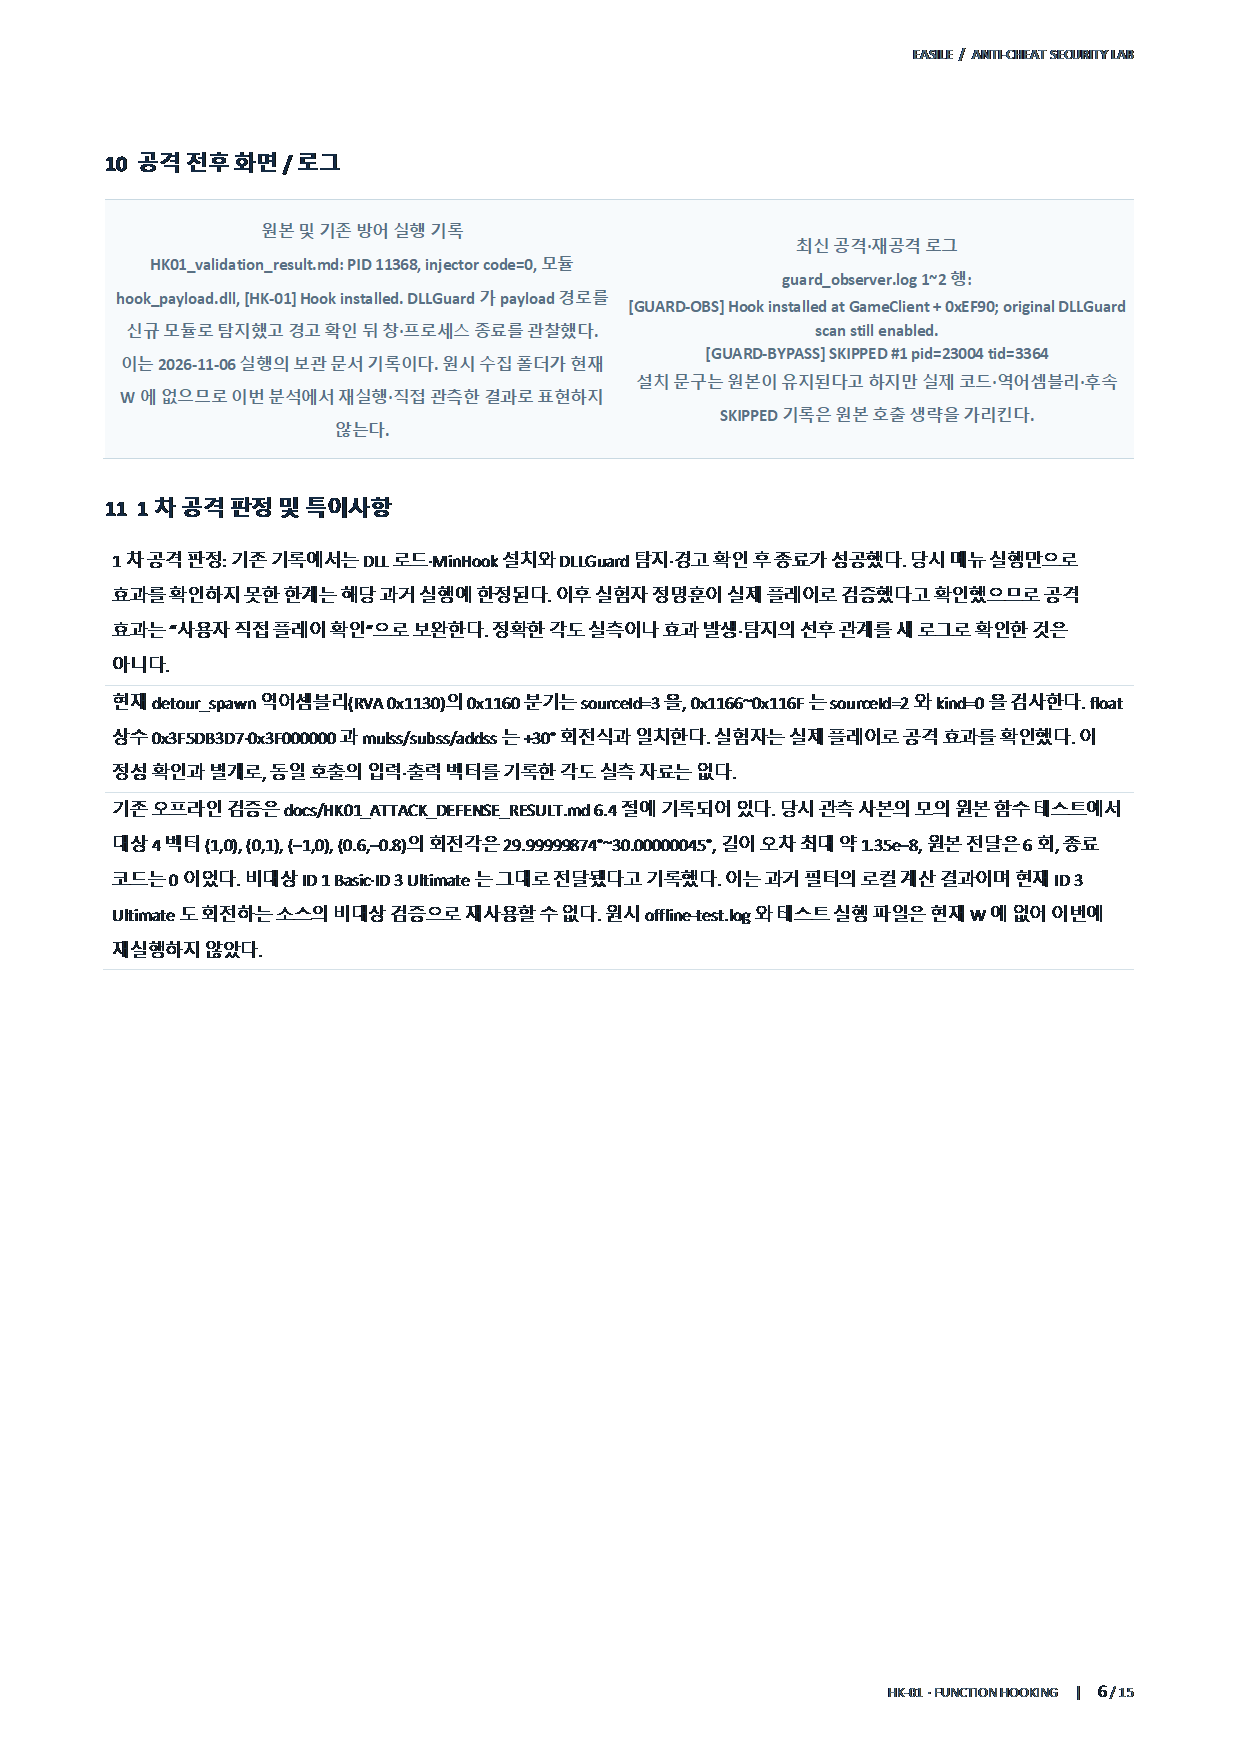 EASILE / ANTI-CHEAT SECURITY LAB
10 공격 전후 화면 / 로그
원본 및 기존 방어 실행 기록
HK01_validation_result.md: PID 11368, injector code=0, 모듈
hook_payload.dll, [HK-01] Hook installed. DLLGuard 가 payload 경로를
신규 모듈로 탐지했고 경고 확인 뒤 창·프로세스 종료를 관찰했다.
이는 2026-11-06 실행의 보관 문서 기록이다. 원시 수집 폴더가 현재
W 에 없으므로 이번 분석에서 재실행·직접 관측한 결과로 표현하지
않는다.
최신 공격·재공격 로그
guard_observer.log 1~2 행:
[GUARD-OBS] Hook installed at GameClient + 0xEF90; original DLLGuard
scan still enabled.
[GUARD-BYPASS] SKIPPED #1 pid=23004 tid=3364
설치 문구는 원본이 유지된다고 하지만 실제 코드·역어셈블리·후속
SKIPPED 기록은 원본 호출 생략을 가리킨다.
11 1 차 공격 판정 및 특이사항
1 차 공격 판정: 기존 기록에서는 DLL 로드·MinHook 설치와 DLLGuard 탐지·경고 확인 후 종료가 성공했다. 당시 메뉴 실행만으로
효과를 확인하지 못한 한계는 해당 과거 실행에 한정된다. 이후 실험자 정명훈이 실제 플레이로 검증했다고 확인했으므로 공격
효과는 “사용자 직접 플레이 확인”으로 보완한다. 정확한 각도 실측이나 효과 발생·탐지의 선후 관계를 새 로그로 확인한 것은
아니다.
현재 detour_spawn 역어셈블리(RVA 0x1130)의 0x1160 분기는 sourceId=3 을, 0x1166~0x116F 는 sourceId=2 와 kind=0 을 검사한다. float
상수 0x3F5DB3D7·0x3F000000 과 mulss/subss/addss 는 +30° 회전식과 일치한다. 실험자는 실제 플레이로 공격 효과를 확인했다. 이
정성 확인과 별개로, 동일 호출의 입력·출력 벡터를 기록한 각도 실측 자료는 없다.
기존 오프라인 검증은 docs/HK01_ATTACK_DEFENSE_RESULT.md 6.4 절에 기록되어 있다. 당시 관측 사본의 모의 원본 함수 테스트에서
대상 4 벡터 (1,0), (0,1), (−1,0), (0.6,−0.8)의 회전각은 29.99999874°~30.00000045°, 길이 오차 최대 약 1.35e−8, 원본 전달은 6 회, 종료
코드는 0 이었다. 비대상 ID 1 Basic·ID 3 Ultimate 는 그대로 전달됐다고 기록했다. 이는 과거 필터의 로컬 계산 결과이며 현재 ID 3
Ultimate 도 회전하는 소스의 비대상 검증으로 재사용할 수 없다. 원시 offline-test.log 와 테스트 실행 파일은 현재 W 에 없어 이번에
재실행하지 않았다.
HK-01 · FUNCTION HOOKING | 6 / 15